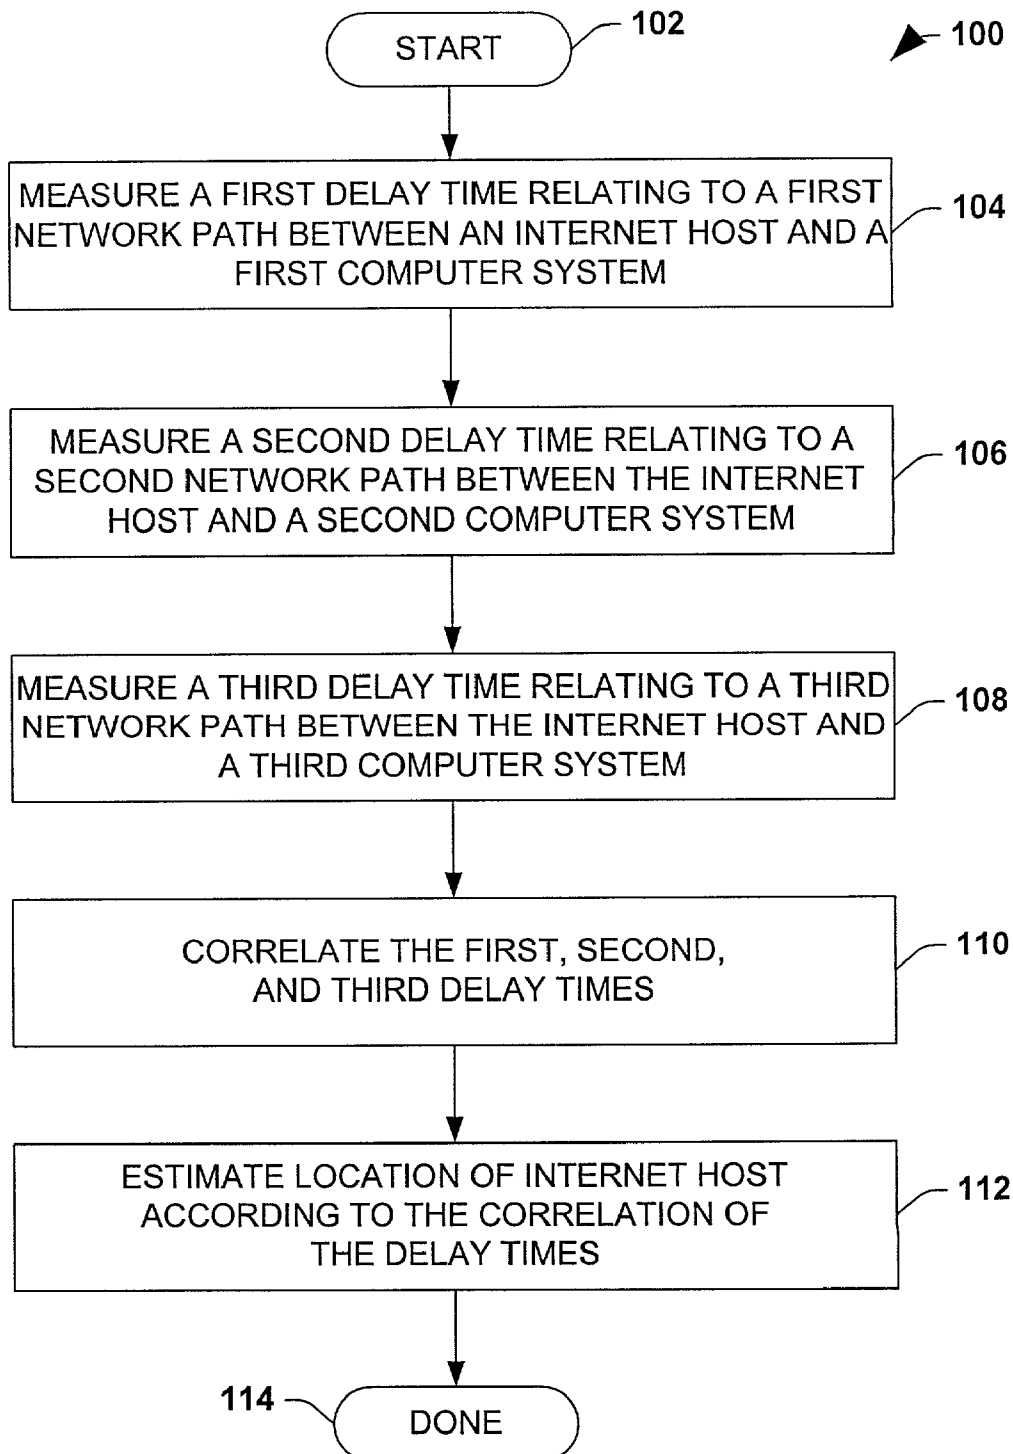 START
102
100
MEASURE A FIRST DELAY TIME RELATING TO A FIRST
NETWORK PATH BETWEEN AN INTERNET HOST AND A
FIRST COMPUTER SYSTEM
104
MEASURE A SECOND DELAY TIME RELATING TO A
SECOND NETWORK PATH BETWEEN THE INTERNET
HOST AND A SECOND COMPUTER SYSTEM
106
MEASURE A THIRD DELAY TIME RELATING TO A THIRD
NETWORK PATH BETWEEN THE INTERNET HOST AND
A THIRD COMPUTER SYSTEM
108
CORRELATE THE FIRST, SECOND,
AND THIRD DELAY TIMES
110
ESTIMATE LOCATION OF INTERNET HOST
ACCORDING TO THE CORRELATION OF
THE DELAY TIMES
112
114
DONE